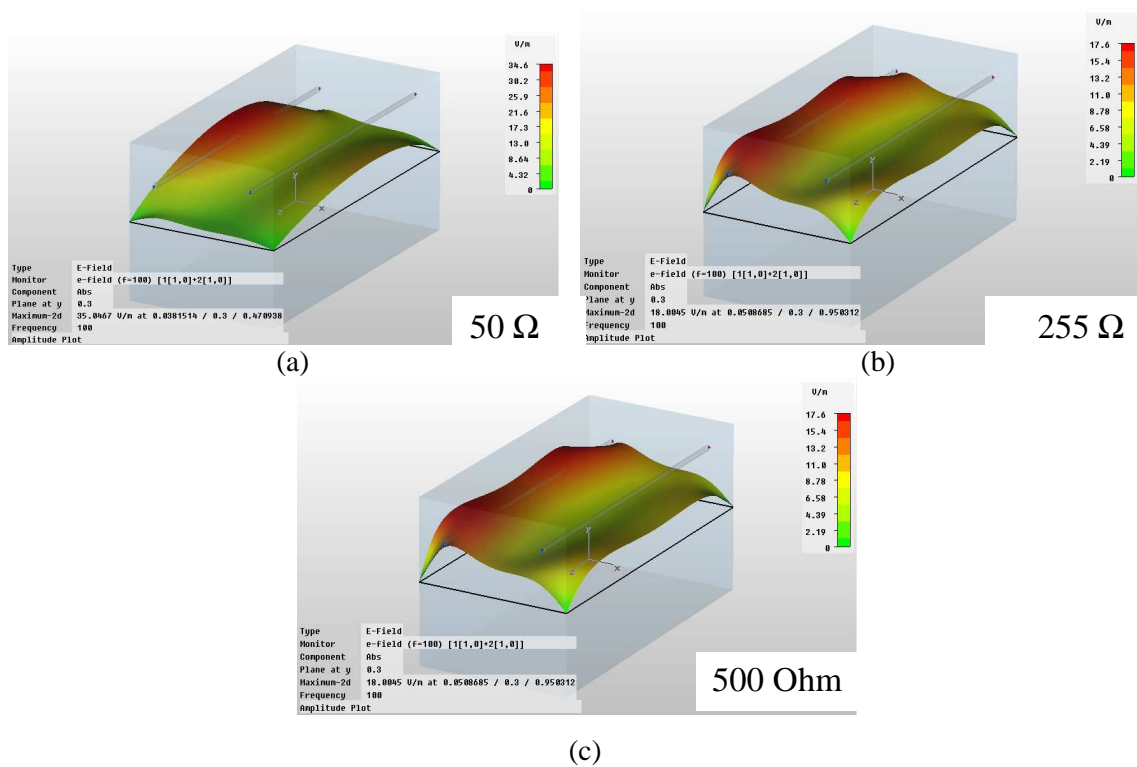 V/m
34.6
30.2
25.9
21.6
17.3
13.0
8.64
4.32
0
y
z x
Type E-Field
Monitor e-field (f=100) [1[1,0]+2[1,0]]
Component Abs
Plane at y 0.3
Maximum-2d 35.0467 V/m at 0.0381514 / 0.3 / 0.470938
Frequency 100
Amplitude Plot
50 Ω
(a)
V/m
17.6
15.4
13.2
11.0
8.78
6.58
4.39
2.19
0
y
z x
Type E-Field
Monitor e-field (f=100) [1[1,0]+2[1,0]]
Component Abs
Plane at y 0.3
Maximum-2d 18.0045 V/m at 0.0508685 / 0.3 / 0.950312
Frequency 100
Amplitude Plot
255 Ω
(b)
V/m
17.6
15.4
13.2
11.0
8.78
6.58
4.39
2.19
0
y
z x
Type E-Field
Monitor e-field (f=100) [1[1,0]+2[1,0]]
Component Abs
Plane at y 0.3
Maximum-2d 18.0045 V/m at 0.0508685 / 0.3 / 0.950312
Frequency 100
Amplitude Plot
500 Ohm
(c)